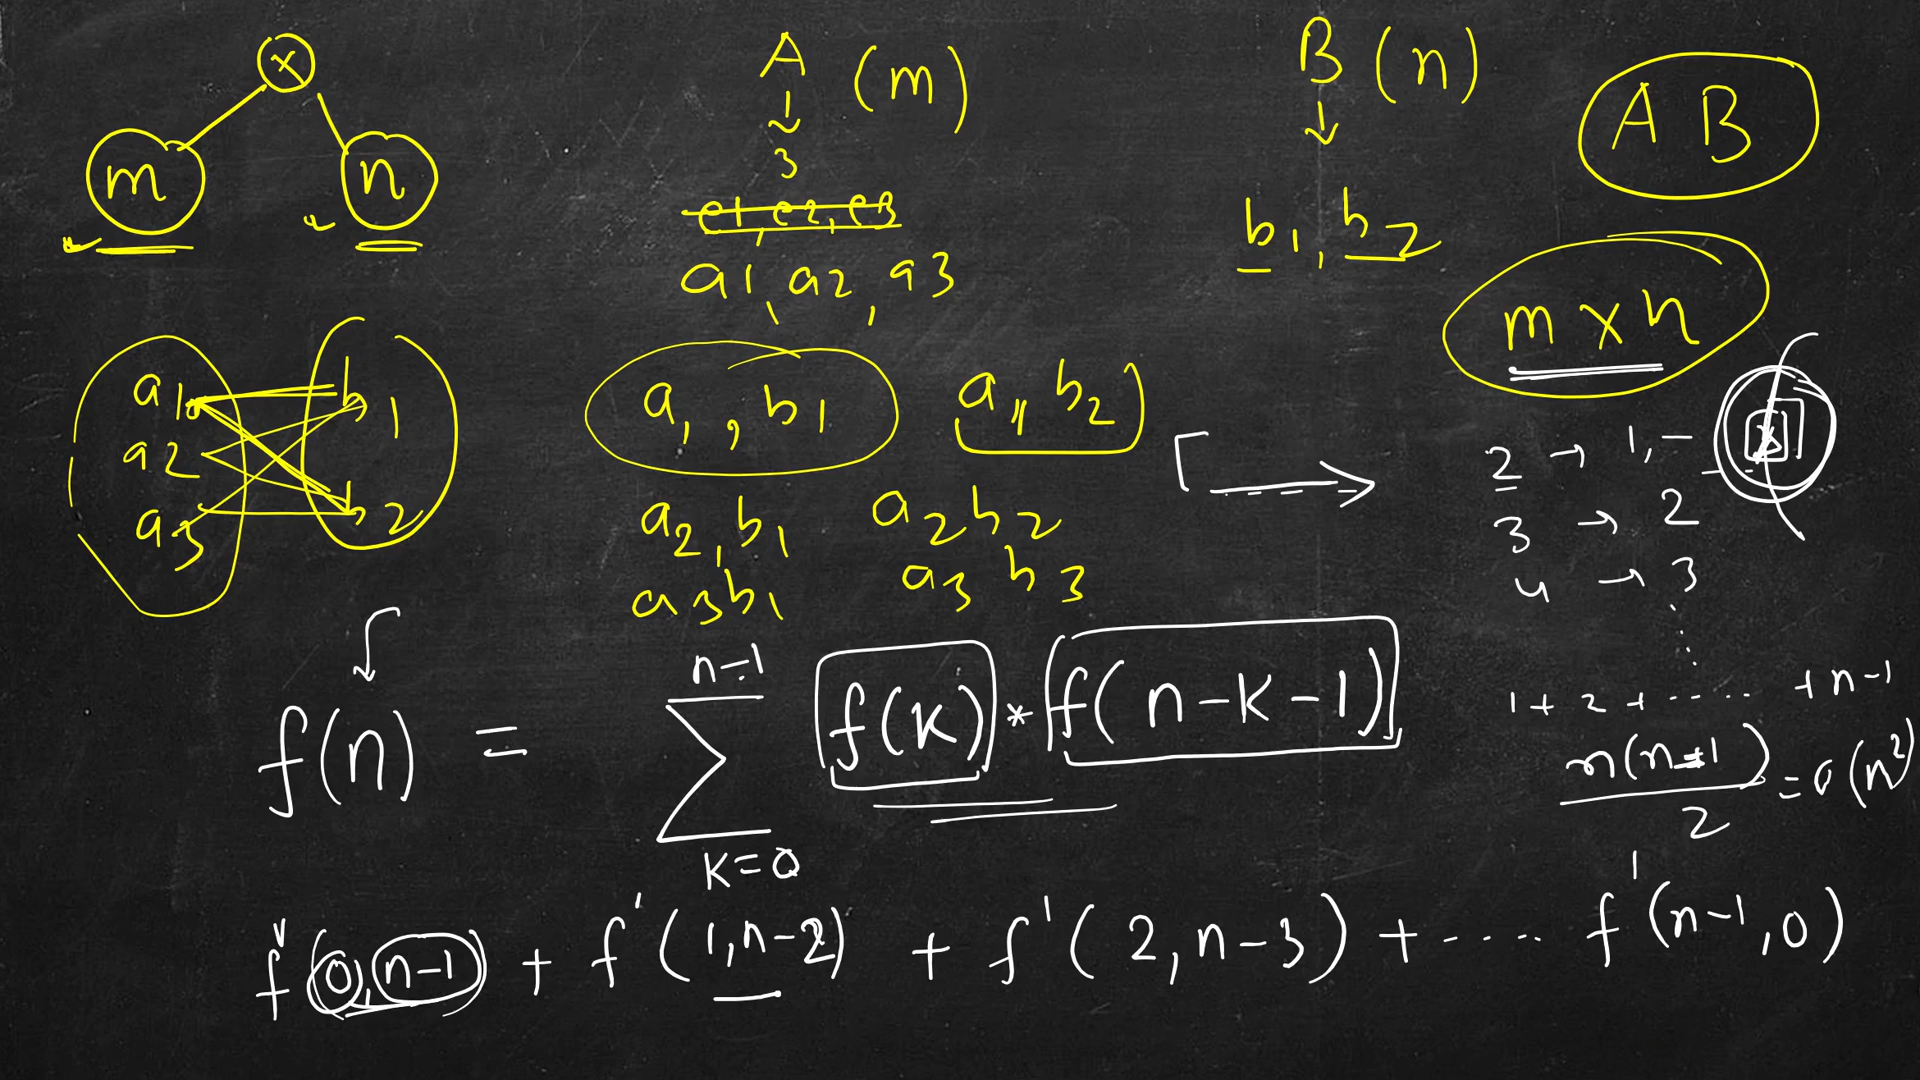 x
m n
A (m)
3
e1, e2, e3
a1, a2, a3
B (n)
b1, b2
A B
m x n
a1 b1
a2
a3 b2
a1, b1 a1, b2
a2, b1 a2 b2
a3 b1 a3 b3
2 → 1, –
3 → 2
4 → 3
1 + 2 + ..... + n-1
n(n-1)/2 = O(n²)
f(n) = n-1 ∑ k=0 f(k) * f(n-k-1)
f'(0, n-1) + f'(1, n-2) + f'(2, n-3) + .... f'(n-1, 0)